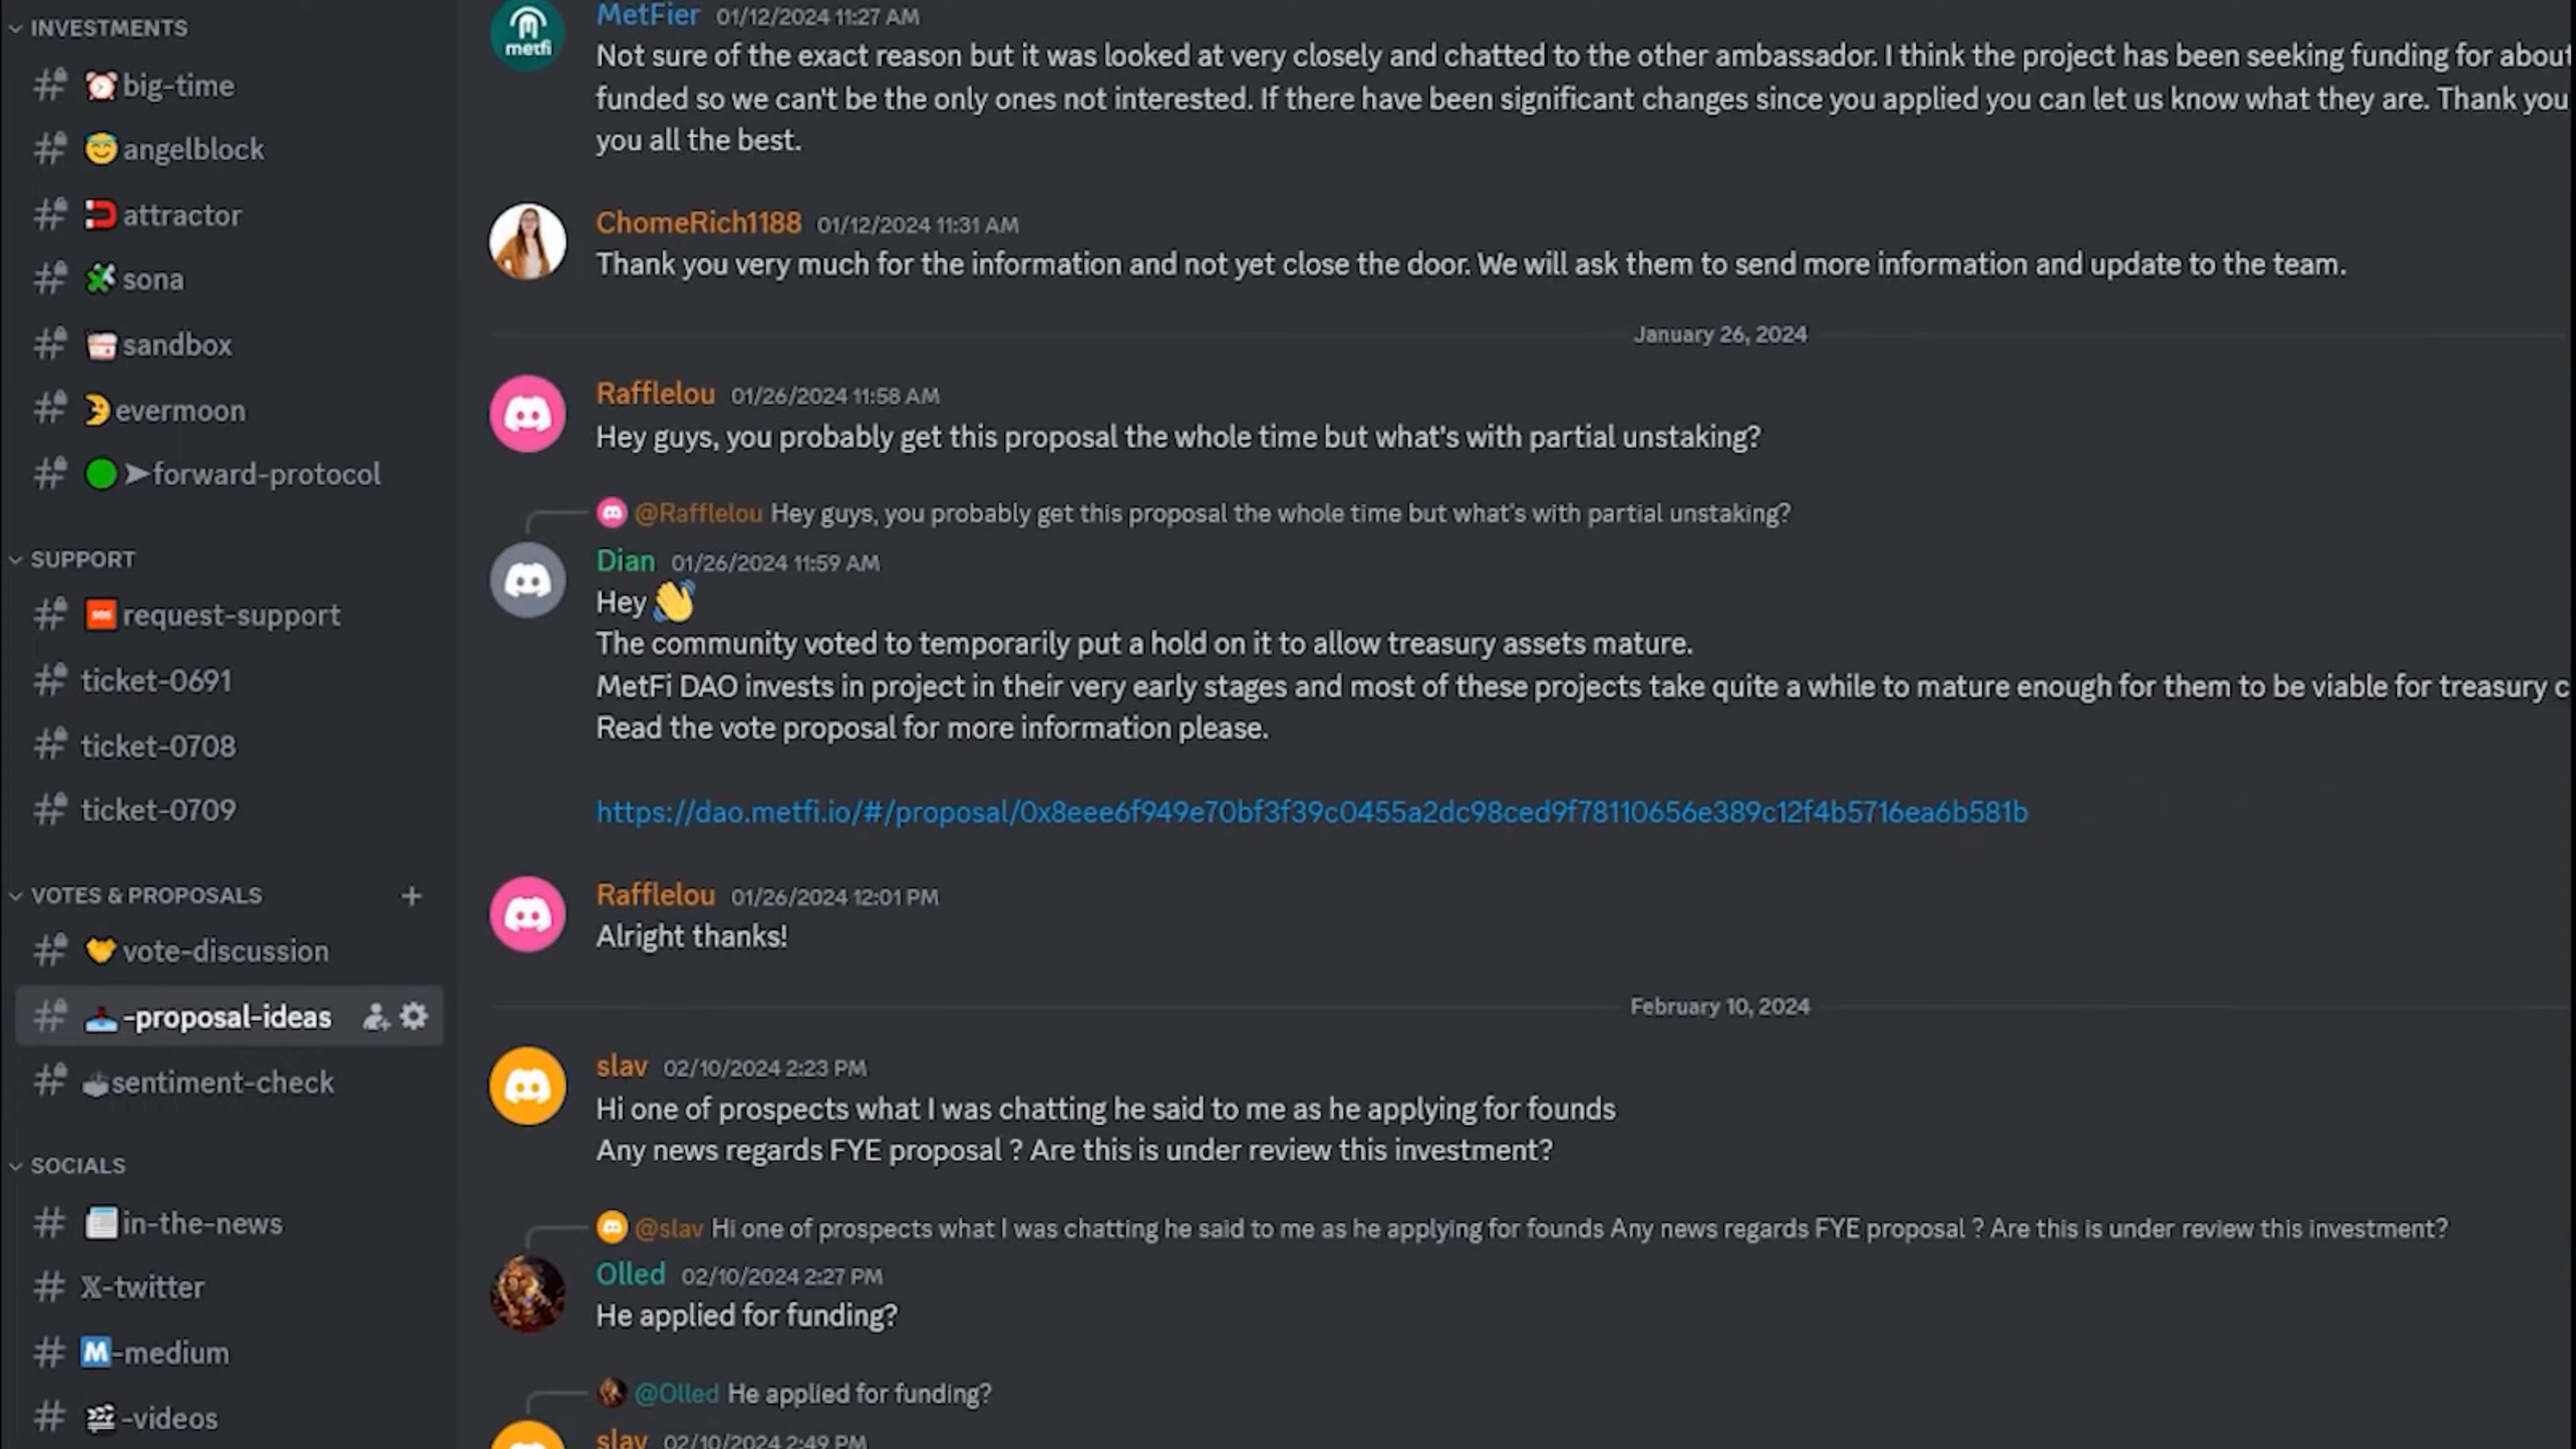 INVESTMENTS
big-time
angelblock
attractor
sona
sandbox
evermoon
forward-protocol
SUPPORT
request-support
ticket-0691
ticket-0708
ticket-0709
VOTES & PROPOSALS
vote-discussion
-proposal-ideas
sentiment-check
SOCIALS
in-the-news
X-twitter
M-medium
-videos
metfi
MetFier 01/12/2024 11:27 AM
Not sure of the exact reason but it was looked at very closely and chatted to the other ambassador. I think the project has been seeking funding for about
funded so we can't be the only ones not interested. If there have been significant changes since you applied you can let us know what they are. Thank you
you all the best.
ChomeRich1188 01/12/2024 11:31 AM
Thank you very much for the information and not yet close the door. We will ask them to send more information and update to the team.
January 26, 2024
Rafflelou 01/26/2024 11:58 AM
Hey guys, you probably get this proposal the whole time but what's with partial unstaking?
@Rafflelou Hey guys, you probably get this proposal the whole time but what's with partial unstaking?
Dian 01/26/2024 11:59 AM
Hey 👋
The community voted to temporarily put a hold on it to allow treasury assets mature.
MetFi DAO invests in project in their very early stages and most of these projects take quite a while to mature enough for them to be viable for treasury c
Read the vote proposal for more information please.
https://dao.metfi.io/#/proposal/0x8eee6f949e70bf3f39c0455a2dc98ced9f78110656e389c12f4b5716ea6b581b
Rafflelou 01/26/2024 12:01 PM
Alright thanks!
February 10, 2024
slav 02/10/2024 2:23 PM
Hi one of prospects what I was chatting he said to me as he applying for founds
Any news regards FYE proposal ? Are this is under review this investment?
@slav Hi one of prospects what I was chatting he said to me as he applying for founds Any news regards FYE proposal ? Are this is under review this investment?
Olled 02/10/2024 2:27 PM
He applied for funding?
@Olled He applied for funding?
slav 02/10/2024 2:49 PM